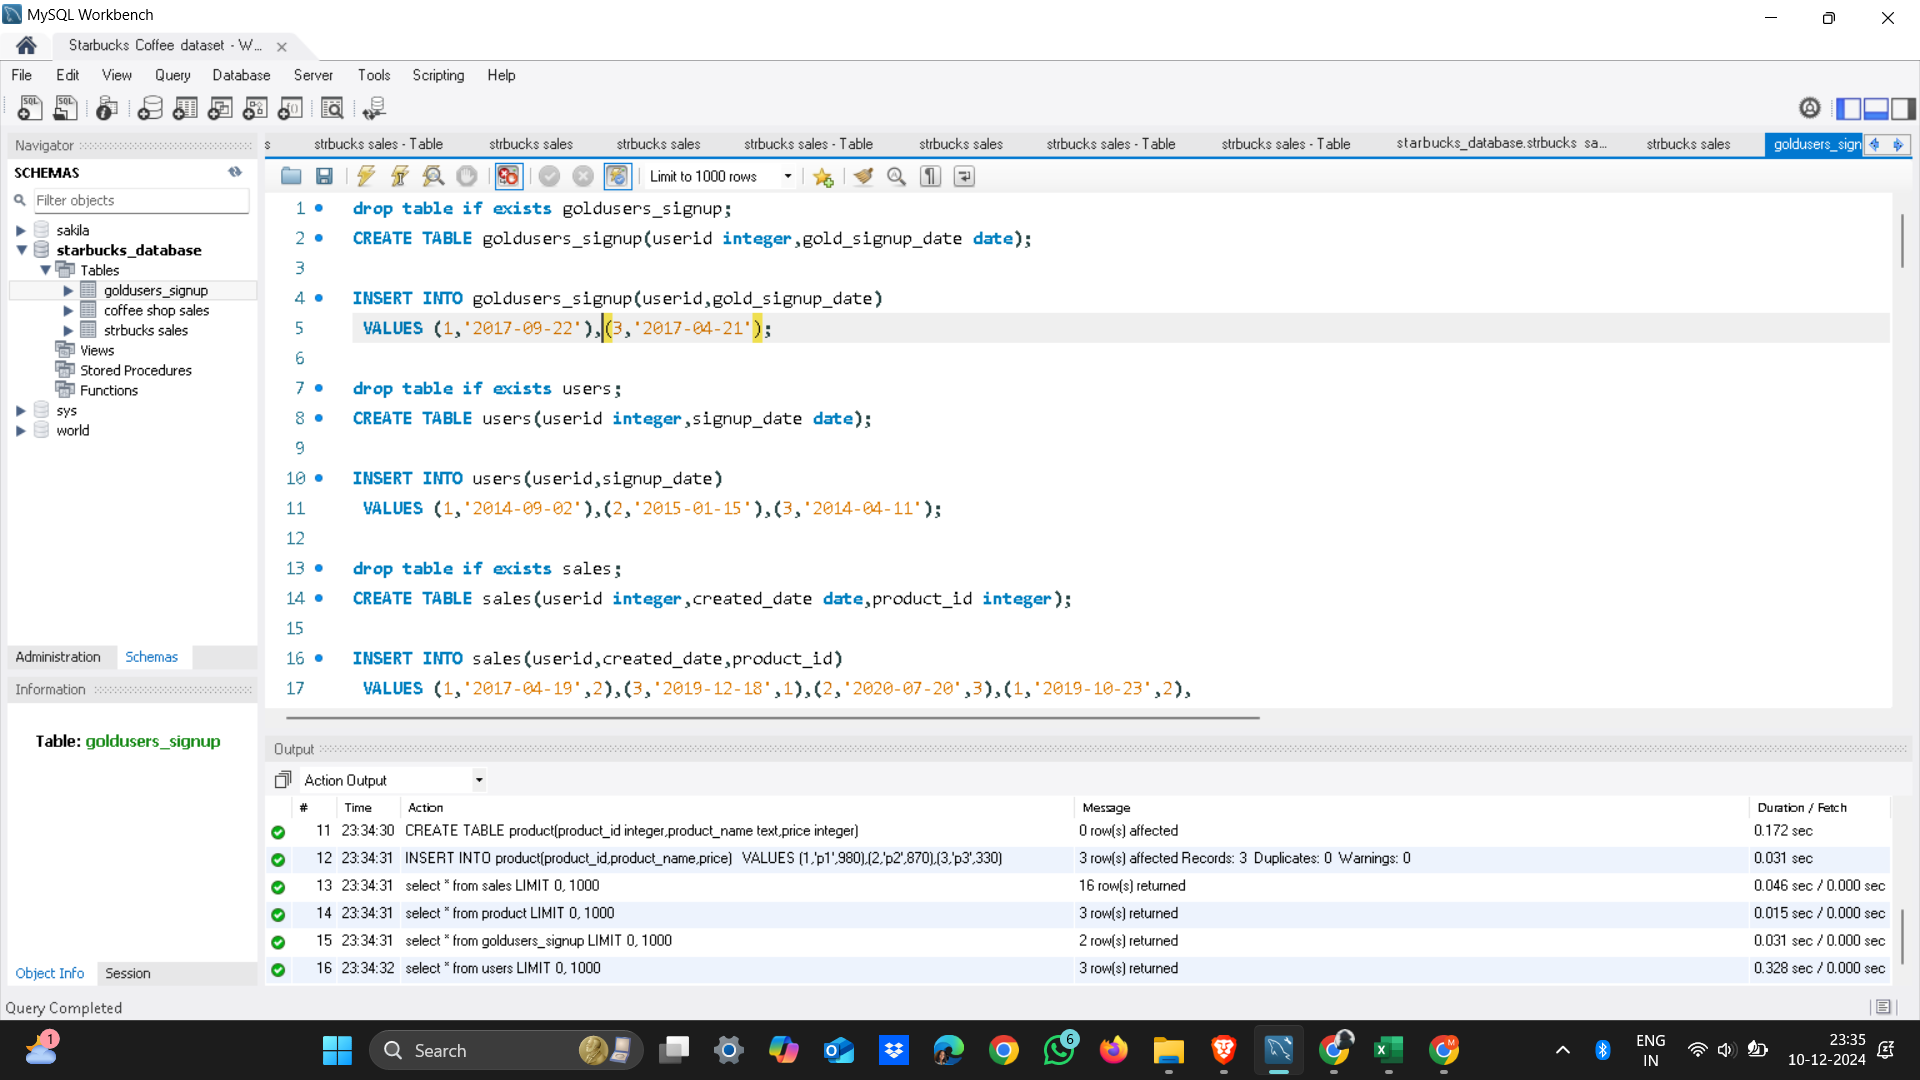 MySQL Workbench
Starbucks Coffee dataset - W...
File Edit View Query Database Server Tools Scripting Help
Navigator
SCHEMAS
Filter objects
sakila
starbucks_database
Tables
goldusers_signup
coffee shop sales
strbucks sales
Views
Stored Procedures
Functions
sys
world
Administration Schemas
Information
Table: goldusers_signup
Object Info Session
s strbucks sales - Table strbucks sales strbucks sales strbucks sales - Table strbucks sales strbucks sales - Table strbucks sales - Table starbucks_database.strbucks sa... strbucks sales goldusers_sign
Limit to 1000 rows
1 drop table if exists goldusers_signup;
2 CREATE TABLE goldusers_signup(userid integer,gold_signup_date date);
3
4 INSERT INTO goldusers_signup(userid,gold_signup_date)
5 VALUES (1,'2017-09-22'),(3,'2017-04-21');
6
7 drop table if exists users;
8 CREATE TABLE users(userid integer,signup_date date);
9
10 INSERT INTO users(userid,signup_date)
11 VALUES (1,'2014-09-02'),(2,'2015-01-15'),(3,'2014-04-11');
12
13 drop table if exists sales;
14 CREATE TABLE sales(userid integer,created_date date,product_id integer);
15
16 INSERT INTO sales(userid,created_date,product_id)
17 VALUES (1,'2017-04-19',2),(3,'2019-12-18',1),(2,'2020-07-20',3),(1,'2019-10-23',2),
Output
Action Output
# Time Action Message Duration / Fetch
11 23:34:30 CREATE TABLE product(product_id integer,product_name text,price integer) 0 row(s) affected 0.172 sec
12 23:34:31 INSERT INTO product(product_id,product_name,price) VALUES (1,'p1',980),(2,'p2',870),(3,'p3',330) 3 row(s) affected Records: 3 Duplicates: 0 Warnings: 0 0.031 sec
13 23:34:31 select * from sales LIMIT 0, 1000 16 row(s) returned 0.046 sec / 0.000 sec
14 23:34:31 select * from product LIMIT 0, 1000 3 row(s) returned 0.015 sec / 0.000 sec
15 23:34:31 select * from goldusers_signup LIMIT 0, 1000 2 row(s) returned 0.031 sec / 0.000 sec
16 23:34:32 select * from users LIMIT 0, 1000 3 row(s) returned 0.328 sec / 0.000 sec
Query Completed
1
Search
6
ENG
IN
23:35
10-12-2024